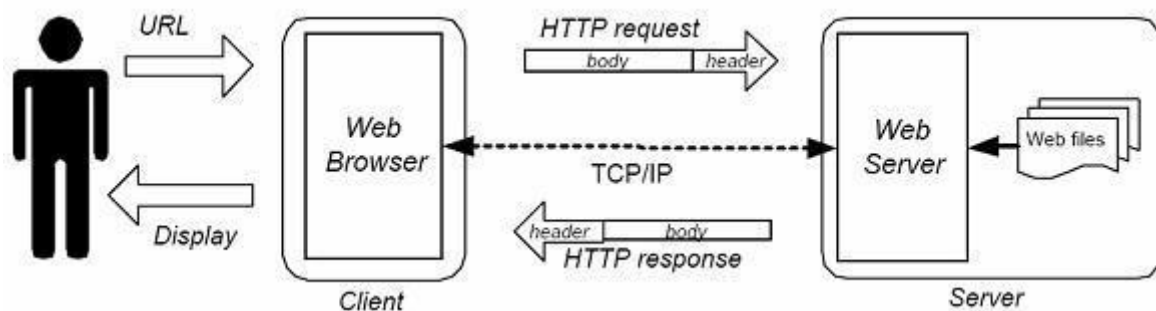 URL
HTTP request
body
header
Web
Browser
Web
Server
Web files
TCP/IP
Display
header
body
HTTP response
Client
Server